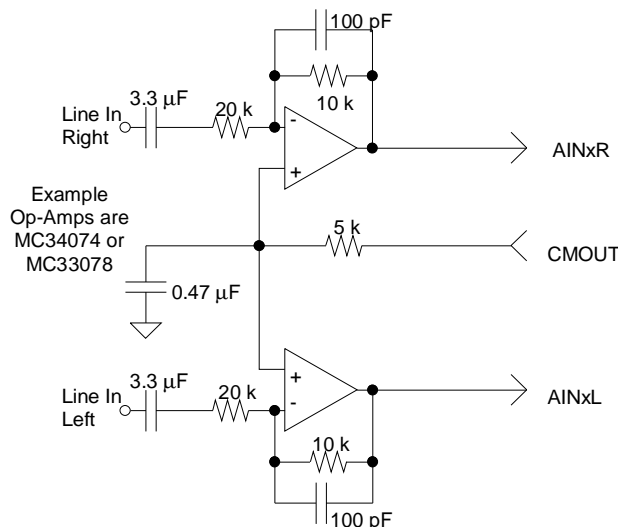 100 pF
3.3 µF
20 k
10 k
Line In
Right
-
+
AINxR
Example
Op-Amps are
MC34074 or
MC33078
5 k
CMOUT
0.47 µF
3.3 µF
20 k
+
-
Line In
Left
AINxL
10 k
100 pF